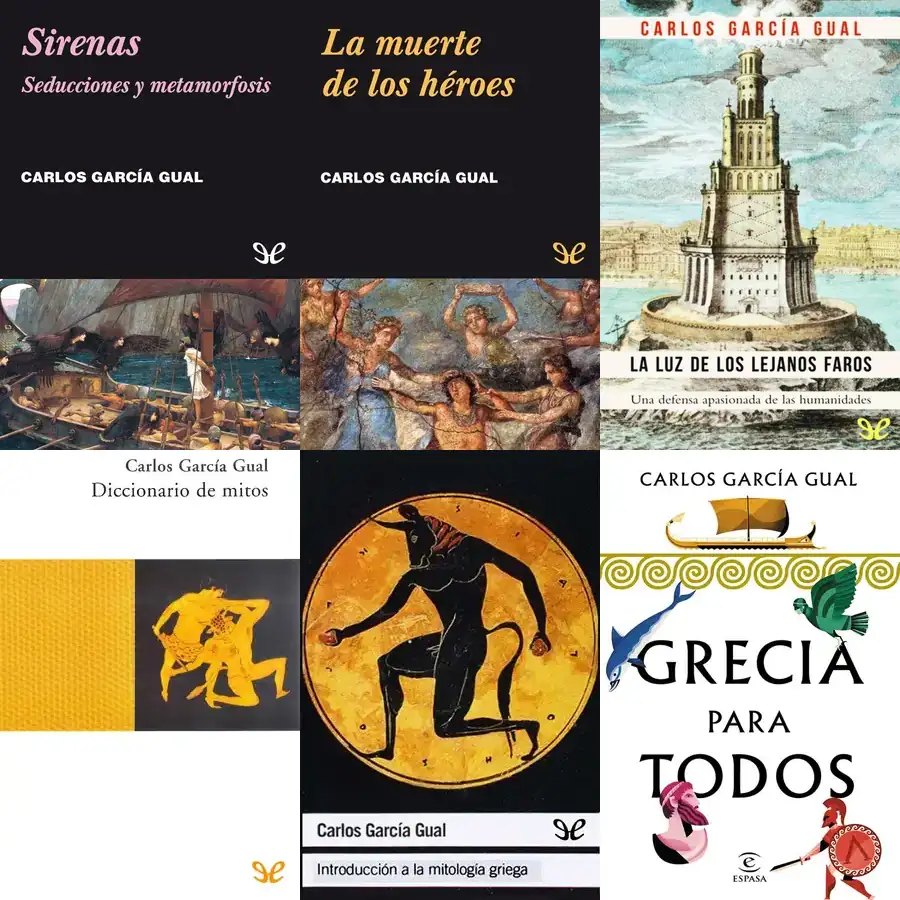 Sirenas
Seducciones y metamorfosis
CARLOS GARCÍA GUAL
La muerte
de los héroes
CARLOS GARCÍA GUAL
CARLOS GARCÍA GUAL
LA LUZ DE LOS LEJANOS FAROS
Una defensa apasionada de las humanidades
Carlos García Gual
Diccionario de mitos
Carlos García Gual
Introducción a la mitología griega
CARLOS GARCÍA GUAL
GRECIA
PARA
TODOS
e
ESPASA